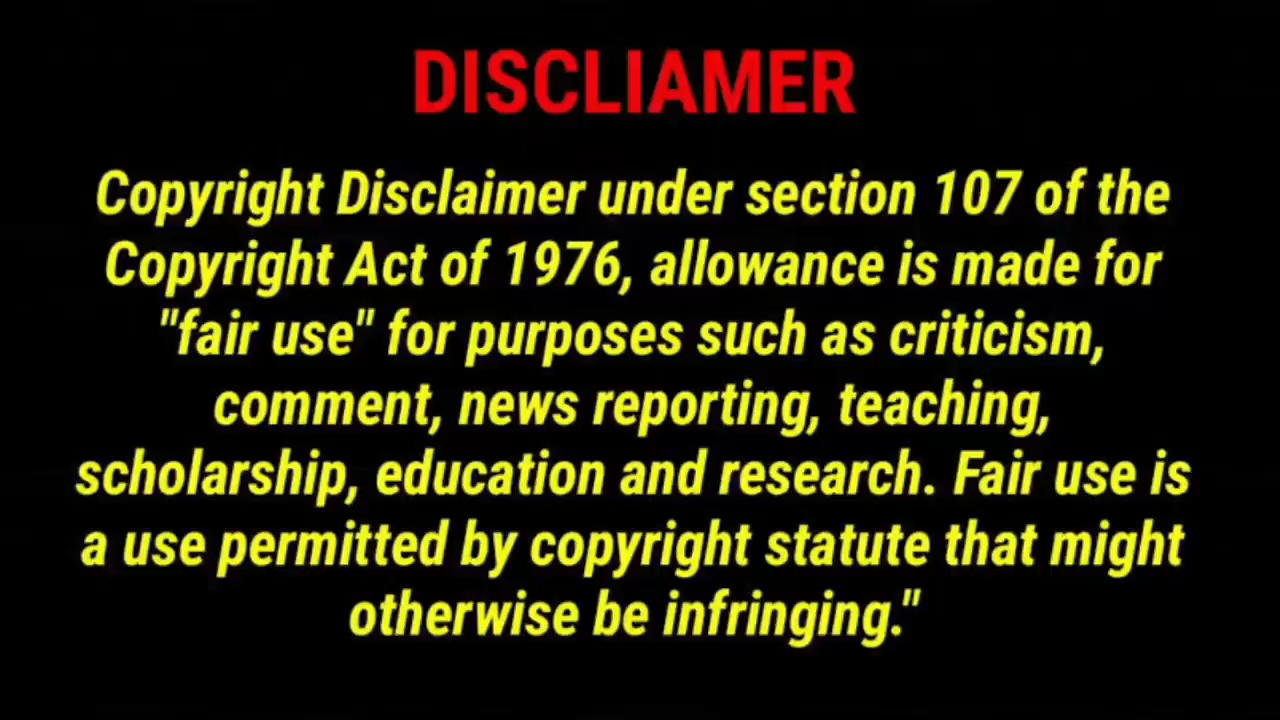 DISCLIAMER
Copyright Disclaimer under section 107 of the
Copyright Act of 1976, allowance is made for
"fair use" for purposes such as criticism,
comment, news reporting, teaching,
scholarship, education and research. Fair use is
a use permitted by copyright statute that might
otherwise be infringing."